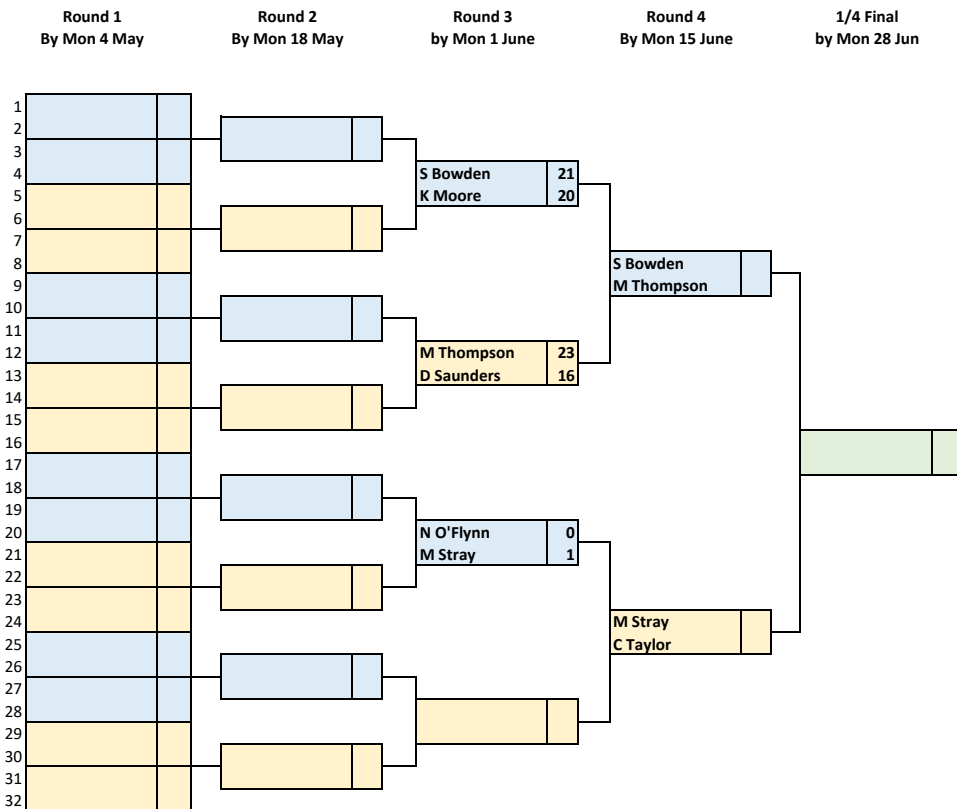 Round 1 Round 2 Round 3 Round 4 1/4 Final
By Mon 4 May By Mon 18 May by Mon 1 June By Mon 15 June by Mon 28 Jun
1
2
3
4 S Bowden 21
5 K Moore 20
6
7
8 S Bowden
9 M Thompson
10
11
12 M Thompson 23
13 D Saunders 16
14
15
16
17
18
19
20 N O'Flynn 0
21 M Stray 1
22
23
24 M Stray
25 C Taylor
26
27
28
29
30
31
32